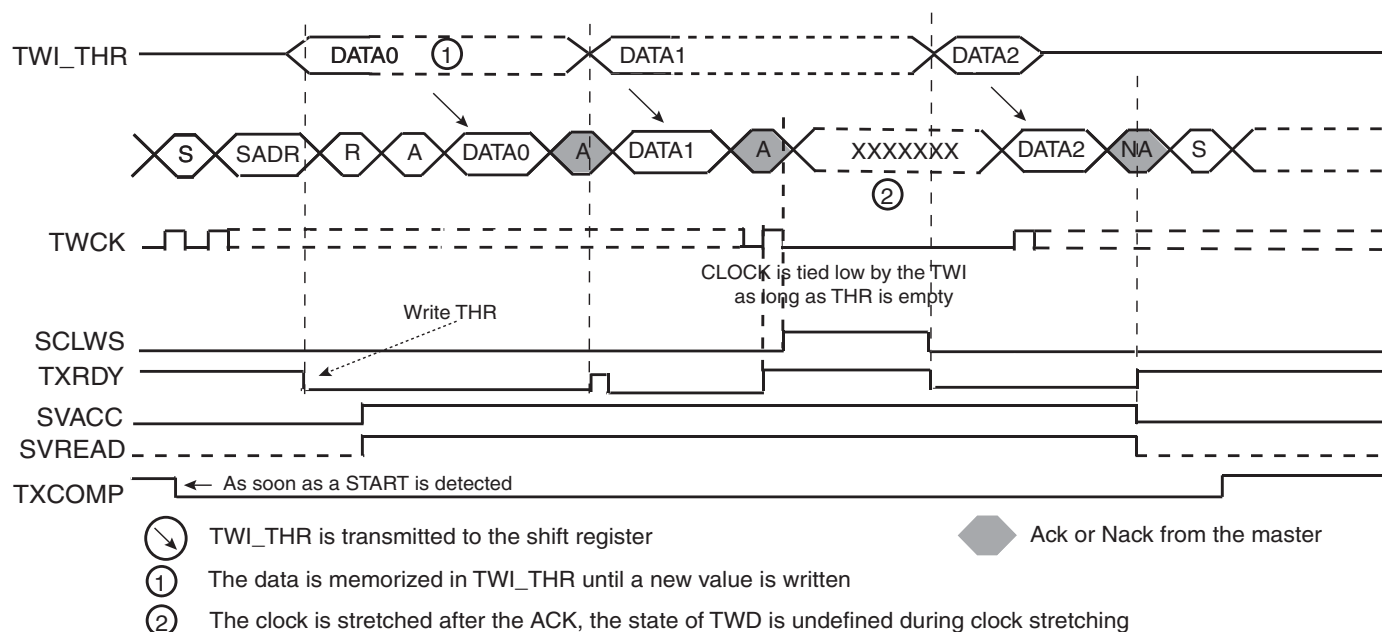 TWI_THR DATA0 ① DATA1 DATA2
S SADR R A DATA0 A DATA1 A XXXXXXX DATA2 NA S
②
TWCK
CLOCK is tied low by the TWI
as long as THR is empty
Write THR
SCLWS
TXRDY
SVACC
SVREAD
TXCOMP As soon as a START is detected
TWI_THR is transmitted to the shift register Ack or Nack from the master
① The data is memorized in TWI_THR until a new value is written
② The clock is stretched after the ACK, the state of TWD is undefined during clock stretching